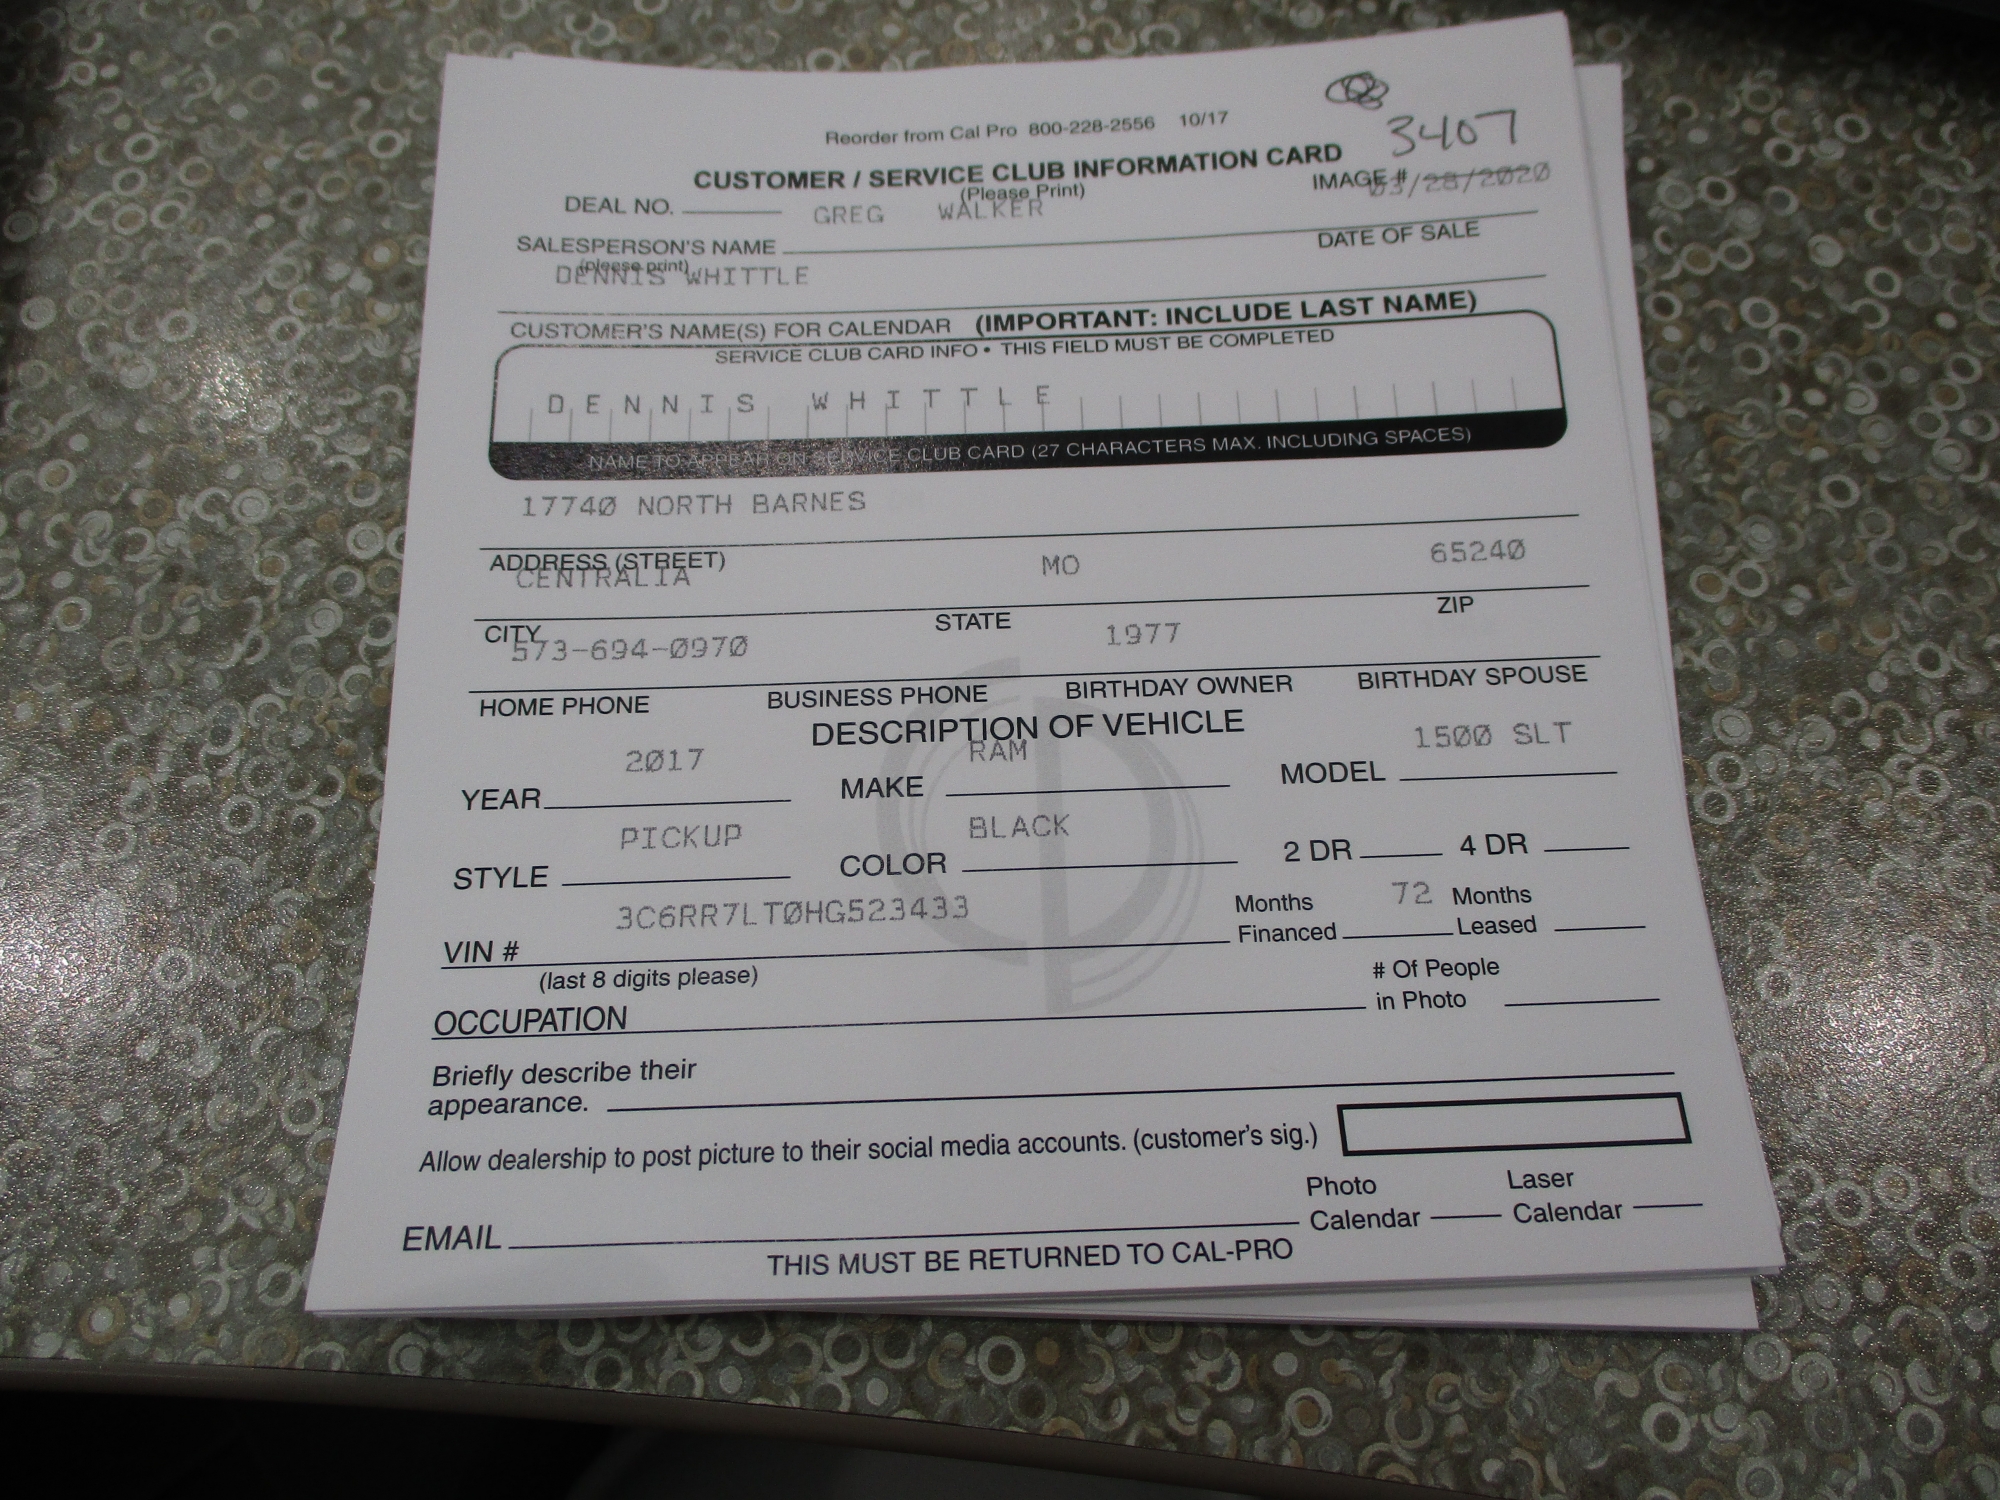 Reorder from Cal Pro 800-228-2556 10/17
3407
CUSTOMER / SERVICE CLUB INFORMATION CARD
(Please Print)
IMAGE # 03/28/2020
DEAL NO. GREG WALKER
SALESPERSON'S NAME DATE OF SALE
(please print)
DENNIS WHITTLE
CUSTOMER'S NAME(S) FOR CALENDAR (IMPORTANT: INCLUDE LAST NAME)
SERVICE CLUB CARD INFO • THIS FIELD MUST BE COMPLETED
DENNIS WHITTLE
NAME TO APPEAR ON SERVICE CLUB CARD (27 CHARACTERS MAX. INCLUDING SPACES)
17740 NORTH BARNES
ADDRESS (STREET)
CENTRALIA MO 65240
CITY STATE ZIP
573-694-0970 1977
HOME PHONE BUSINESS PHONE BIRTHDAY OWNER BIRTHDAY SPOUSE
DESCRIPTION OF VEHICLE
2017 RAM 1500 SLT
YEAR MAKE MODEL
PICKUP BLACK
STYLE COLOR 2 DR 4 DR
3C6RR7LT0HG523433 Months 72 Months
VIN # Financed Leased
(last 8 digits please) # Of People
OCCUPATION in Photo
Briefly describe their
appearance.
Allow dealership to post picture to their social media accounts. (customer's sig.)
Photo Laser
EMAIL Calendar Calendar
THIS MUST BE RETURNED TO CAL-PRO